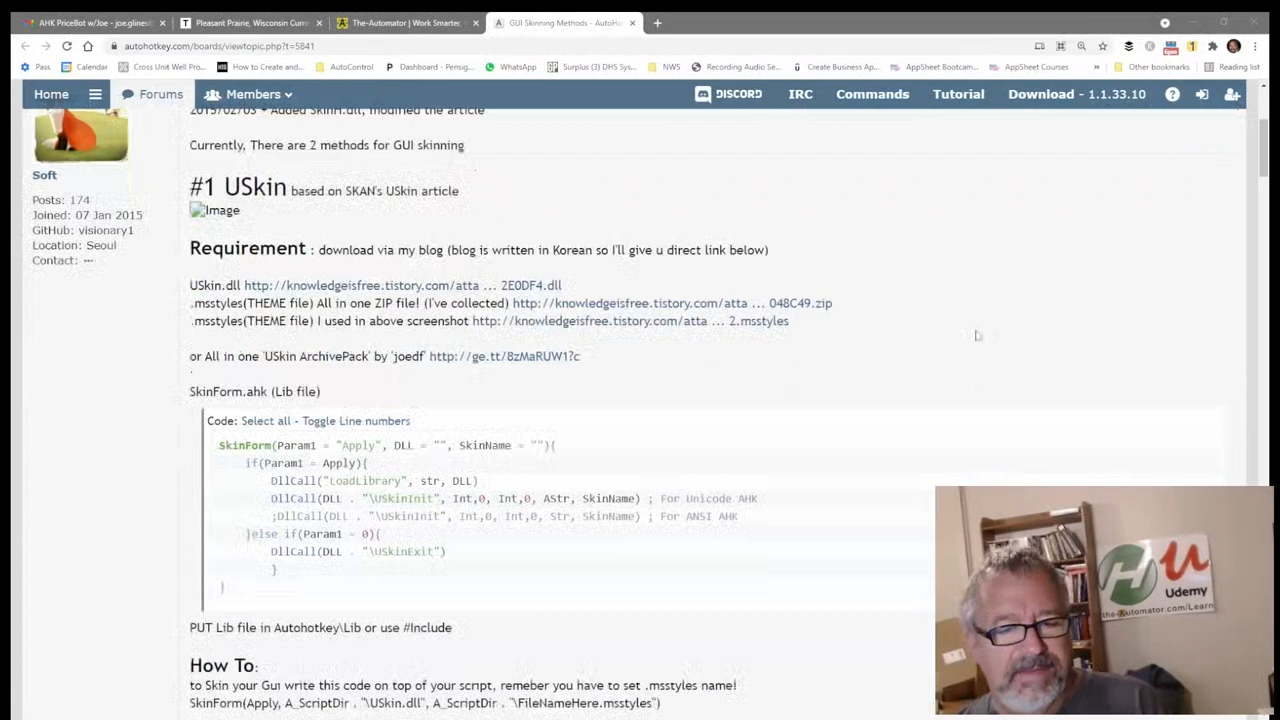 AHK PriceBot w/Joe - joe.glines
Pleasant Prairie, Wisconsin Curre
The-Automator | Work Smarter,
GUI Skinning Methods - AutoHo
autohotkey.com/boards/viewtopic.php?t=5841
Pass
Calendar
Cross Unit Well Pro...
How to Create and...
AutoControl
Dashboard - Pensig...
WhatsApp
Surplus (3) DHS Sys...
NWS
Recording Audio Se...
Create Business Ap...
AppSheet Bootcam...
AppSheet Courses
Other bookmarks
Reading list
Home
Forums
Members
DISCORD
IRC
Commands
Tutorial
Download - 1.1.33.10
2015/02/03 + Added SkinH.dll, modified the article
Currently, There are 2 methods for GUI skinning
#1 USkin based on SKAN's USkin article
Image
Soft
Posts: 174
Joined: 07 Jan 2015
GitHub: visionary1
Location: Seoul
Contact:
Requirement : download via my blog (blog is written in Korean so I'll give u direct link below)
USkin.dll http://knowledgeisfree.tistory.com/atta ... 2E0DF4.dll
.msstyles(THEME file) All in one ZIP file! (I've collected) http://knowledgeisfree.tistory.com/atta ... 048C49.zip
.msstyles(THEME file) I used in above screenshot http://knowledgeisfree.tistory.com/atta ... 2.msstyles
or All in one 'USkin ArchivePack' by 'joedf' http://ge.tt/8zMaRUW1?c
SkinForm.ahk (Lib file)
Code: Select all - Toggle Line numbers
SkinForm(Param1 = "Apply", DLL = "", SkinName = ""){
if(Param1 = Apply){
DllCall("LoadLibrary", str, DLL)
DllCall(DLL . "\USkinInit", Int,0, Int,0, AStr, SkinName) ; For Unicode AHK
;DllCall(DLL . "\USkinInit", Int,0, Int,0, Str, SkinName) ; For ANSI AHK
}else if(Param1 = 0){
DllCall(DLL . "\USkinExit")
}
}
PUT Lib file in Autohotkey\Lib or use #Include
How To:
to Skin your Gui write this code on top of your script, remeber you have to set .msstyles name!
SkinForm(Apply, A_ScriptDir . "\USkin.dll", A_ScriptDir . "\FileNameHere.msstyles")
H
Udemy
the-Automator.com/Learn